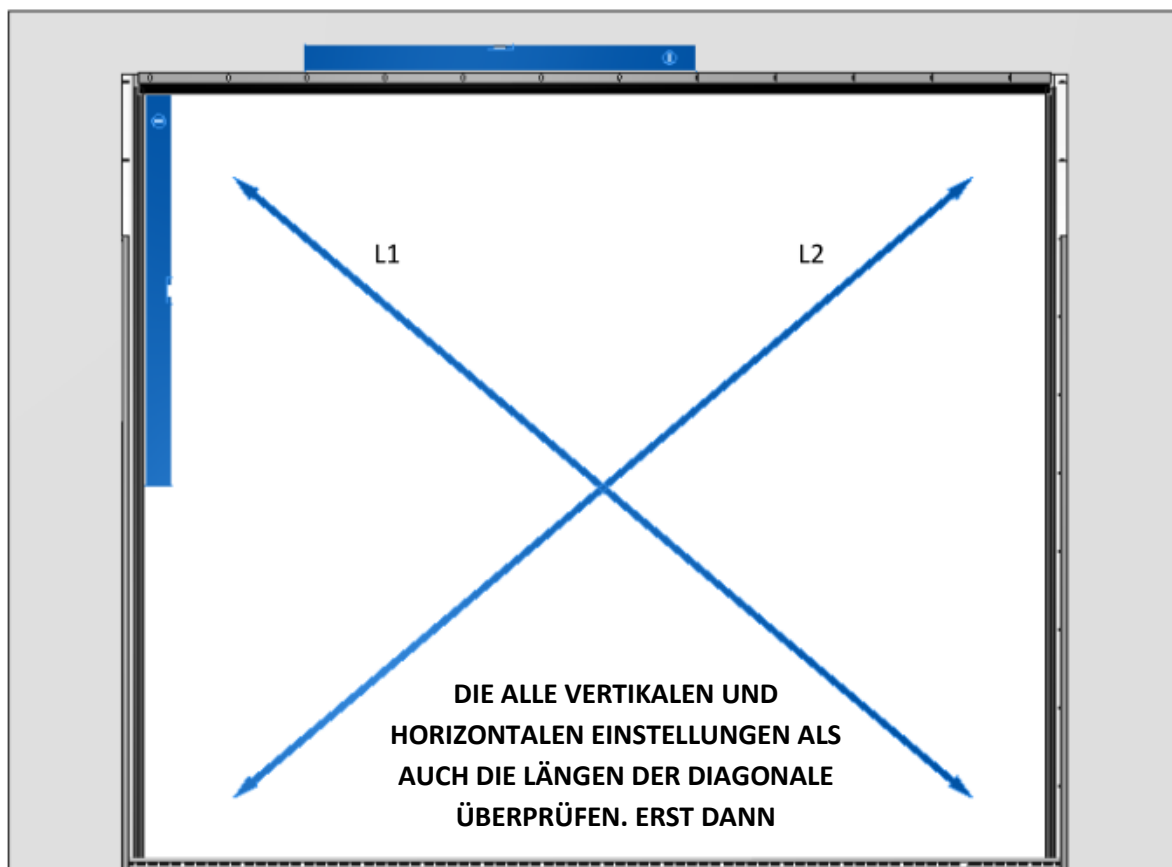 L1
L2
DIE ALLE VERTIKALEN UND
HORIZONTALEN EINSTELLUNGEN ALS
AUCH DIE LÄNGEN DER DIAGONALE
ÜBERPRÜFEN. ERST DANN